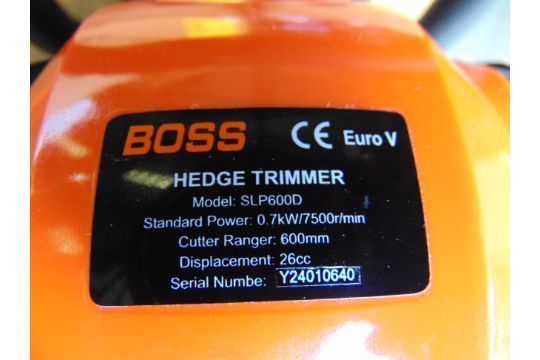 BOSS CE Euro V
HEDGE TRIMMER
Model: SLP600D
Standard Power: 0.7kW/7500r/min
Cutter Ranger: 600mm
Displacement: 26cc
Serial Numbe: Y24010640